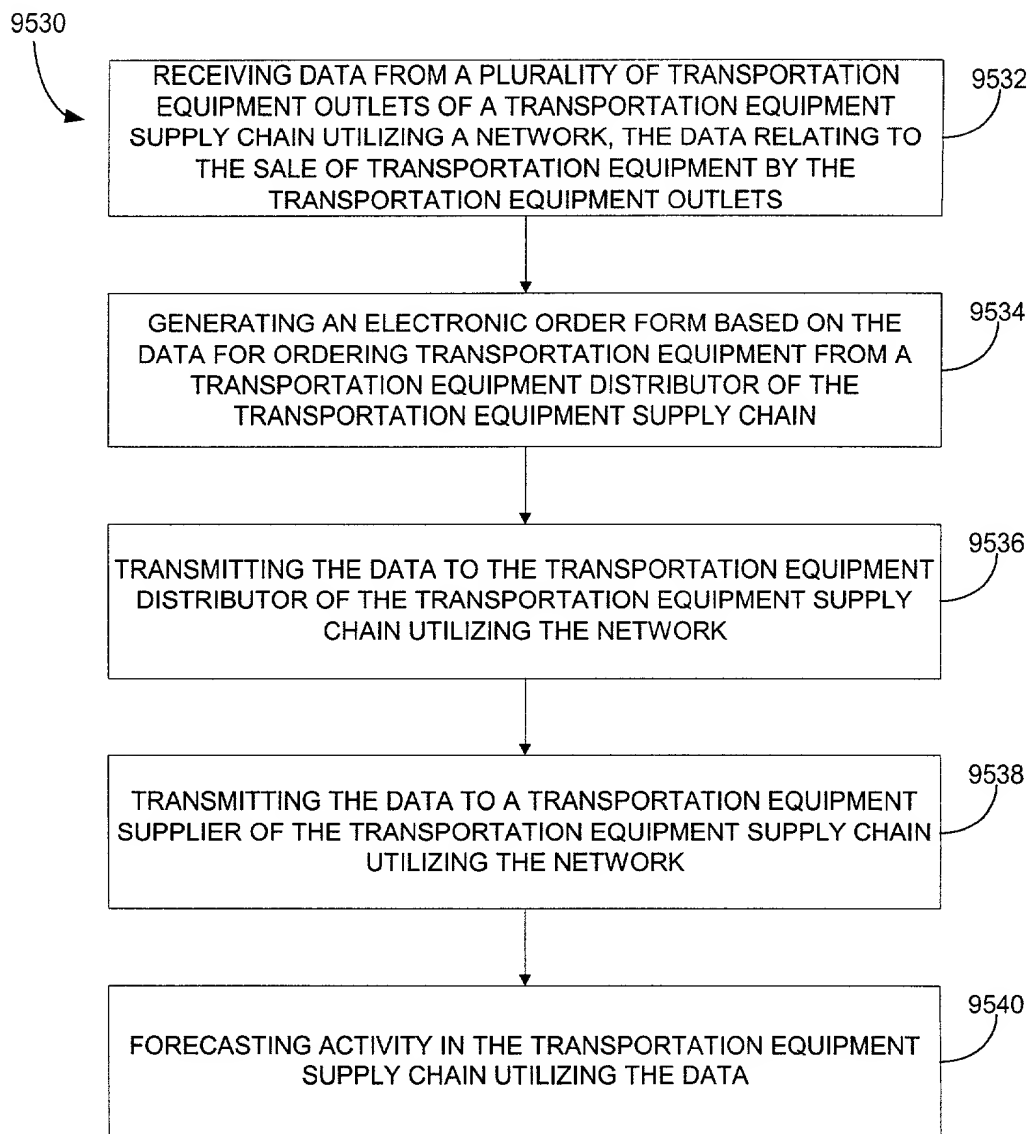 9530
RECEIVING DATA FROM A PLURALITY OF TRANSPORTATION
EQUIPMENT OUTLETS OF A TRANSPORTATION EQUIPMENT
SUPPLY CHAIN UTILIZING A NETWORK, THE DATA RELATING TO
THE SALE OF TRANSPORTATION EQUIPMENT BY THE
TRANSPORTATION EQUIPMENT OUTLETS
9532
GENERATING AN ELECTRONIC ORDER FORM BASED ON THE
DATA FOR ORDERING TRANSPORTATION EQUIPMENT FROM A
TRANSPORTATION EQUIPMENT DISTRIBUTOR OF THE
TRANSPORTATION EQUIPMENT SUPPLY CHAIN
9534
TRANSMITTING THE DATA TO THE TRANSPORTATION EQUIPMENT
DISTRIBUTOR OF THE TRANSPORTATION EQUIPMENT SUPPLY
CHAIN UTILIZING THE NETWORK
9536
TRANSMITTING THE DATA TO A TRANSPORTATION EQUIPMENT
SUPPLIER OF THE TRANSPORTATION EQUIPMENT SUPPLY CHAIN
UTILIZING THE NETWORK
9538
FORECASTING ACTIVITY IN THE TRANSPORTATION EQUIPMENT
SUPPLY CHAIN UTILIZING THE DATA
9540